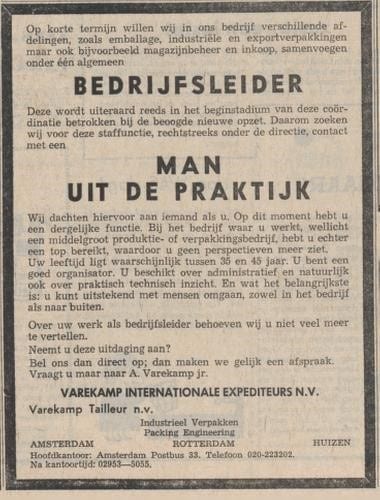 Op korte termijn willen wij in ons bedrijf verschillende af-
delingen, zoals emballage, industriële en exportverpakkingen
maar ook bijvoorbeeld magazijnbeheer en inkoop, samenvoegen
onder één algemeen
BEDRIJFSLEIDER
Deze wordt uiteraard reeds in het beginstadium van deze coör-
dinatie betrokken bij de beoogde nieuwe opzet. Daarom zoeken
wij voor deze staffunctie, rechtstreeks onder de directie, contact
met een
MAN
UIT DE PRAKTIJK
Wij dachten hiervoor aan iemand als u. Op dit moment hebt u
een dergelijke functie. Bij het bedrijf waar u werkt, wellicht
een middelgroot produktie- of verpakkingsbedrijf, hebt u echter
een top bereikt, waardoor u geen perspectieven meer ziet.
Uw leeftijd ligt waarschijnlijk tussen 35 en 45 jaar. U bent een
goed organisator. U beschikt over administratief en natuurlijk
ook over praktisch technisch inzicht. En wat het belangrijkste
is: u kunt uitstekend met mensen omgaan, zowel in het bedrijf
als naar buiten.
Over uw werk als bedrijfsleider behoeven wij u niet veel meer
te vertellen.
Neemt u deze uitdaging aan?
Bel ons dan direct op; dan maken we gelijk een afspraak.
Vraagt u maar naar A. Varekamp jr.
VAREKAMP INTERNATIONALE EXPEDITEURS N.V.
Varekamp Tailleur n.v.
Industrieel Verpakken
Packing Engineering
AMSTERDAM ROTTERDAM HUIZEN
Hoofdkantoor: Amsterdam Postbus 33. Telefoon 020-223202.
Na kantoortijd: 02953—5055.